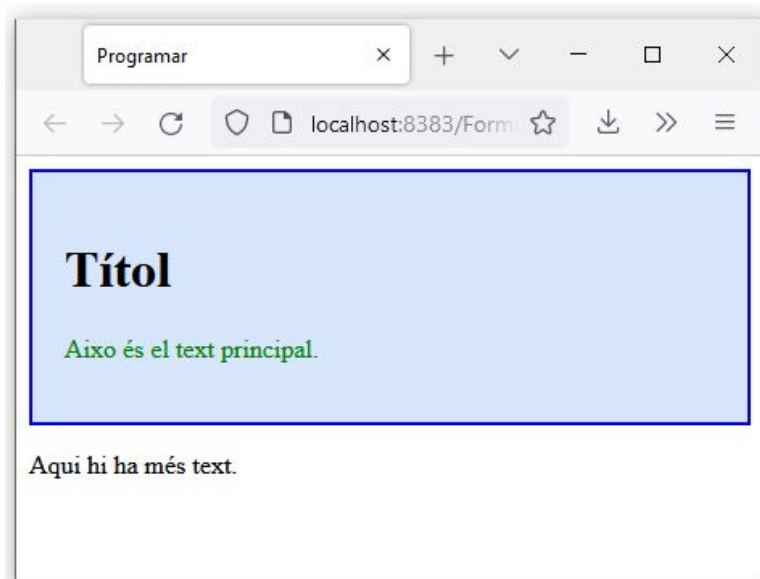 Programar
localhost:8383/Form
Títol
Aixo és el text principal.
Aqui hi ha més text.